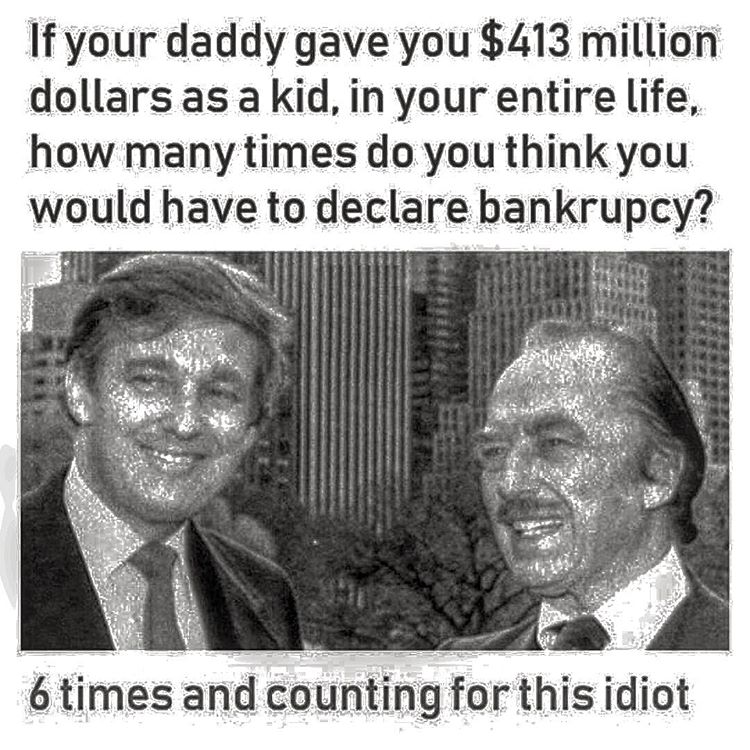 If your daddy gave you $413 million
dollars as a kid, in your entire life,
how many times do you think you
would have to declare bankrupcy?
6 times and counting for this idiot